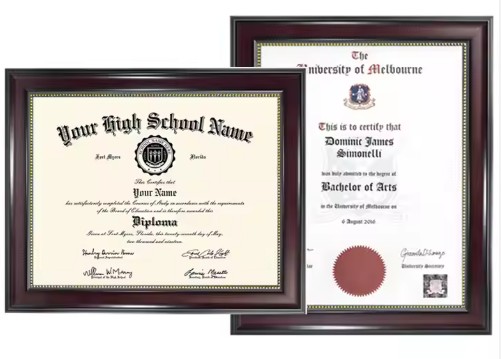 Your High School Name
Fort Myers Florida
This Certifies that
Your Name
has satisfactorily completed the Courses of Study in accordance with the requirements
of the Board of Education and is therefore awarded this
Diploma
Given at Fort Myers, Florida, this twenty seventh day of May,
two thousand and nineteen.
The
University of Melbourne
This is to certify that
Dominic James
Simonelli
was duly admitted to the degree of
Bachelor of Arts
in the University of Melbourne on
6 August 2016
University Secretary